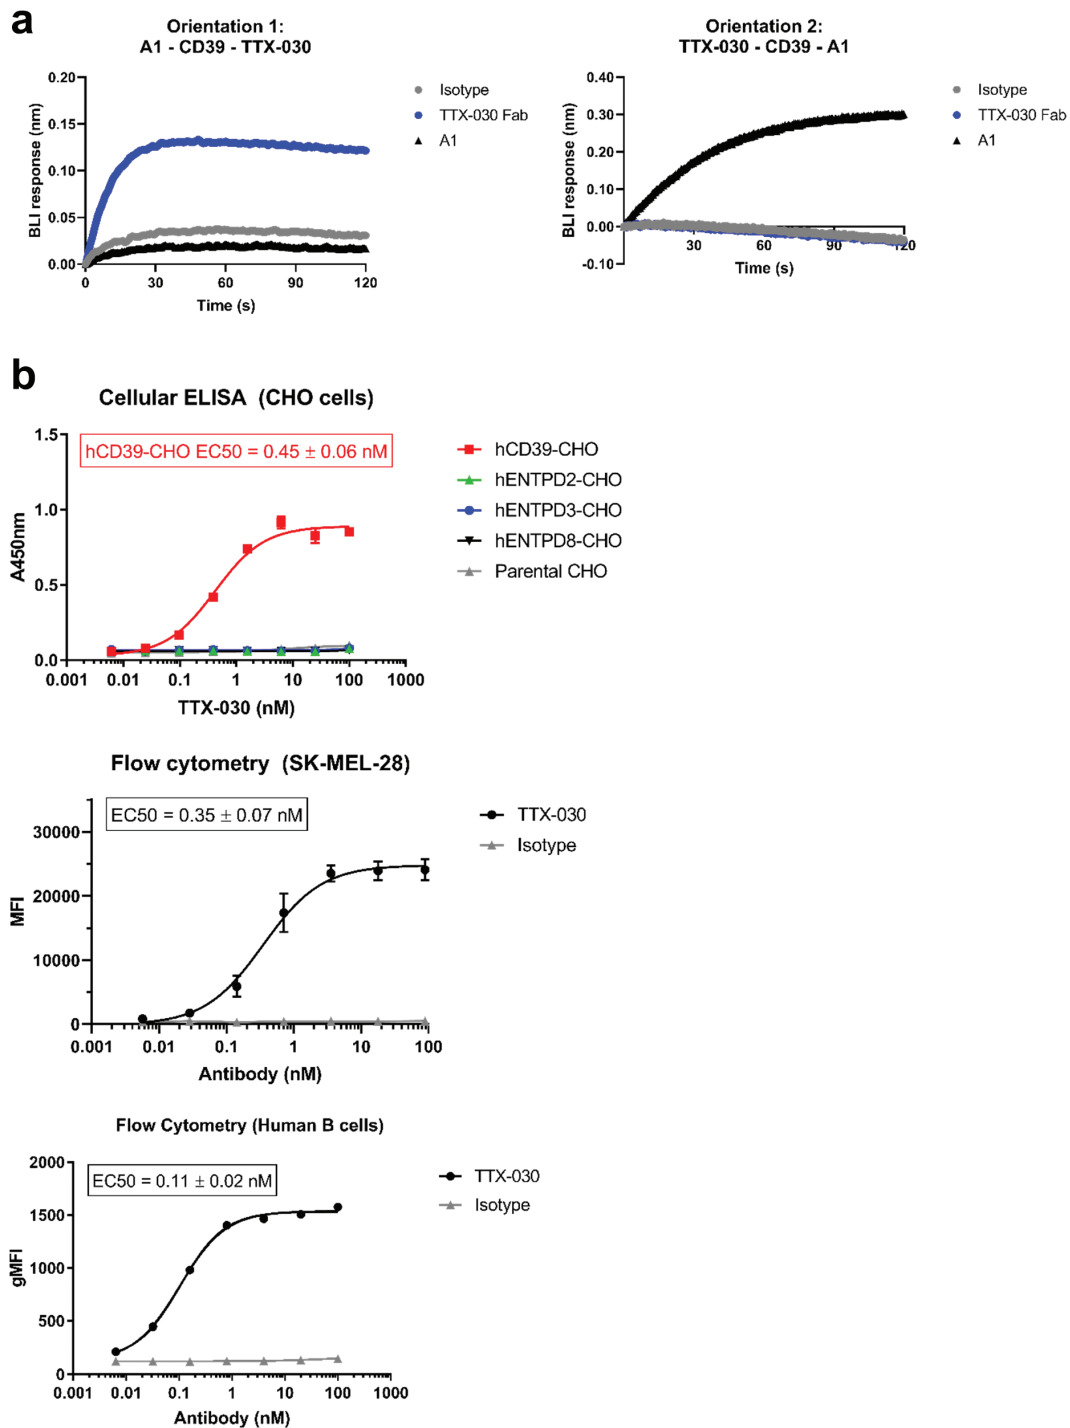 a
Orientation 1:
A1 - CD39 - TTX-030
BLI response (nm)
0.20
0.15
0.10
0.05
0.00
0 30 60 90 120
Time (s)
Isotype
TTX-030 Fab
A1
Orientation 2:
TTX-030 - CD39 - A1
BLI response (nm)
0.40
0.30
0.20
0.10
0.00
-0.10
30 60 90 120
Time (s)
Isotype
TTX-030 Fab
A1
b
Cellular ELISA (CHO cells)
hCD39-CHO EC50 = 0.45 ± 0.06 nM
A450nm
1.5
1.0
0.5
0.0
0.001 0.01 0.1 1 10 100 1000
TTX-030 (nM)
hCD39-CHO
hENTPD2-CHO
hENTPD3-CHO
hENTPD8-CHO
Parental CHO
Flow cytometry (SK-MEL-28)
EC50 = 0.35 ± 0.07 nM
MFI
30000
20000
10000
0
0.001 0.01 0.1 1 10 100
Antibody (nM)
TTX-030
Isotype
Flow Cytometry (Human B cells)
EC50 = 0.11 ± 0.02 nM
gMFI
2000
1500
1000
500
0
0.001 0.01 0.1 1 10 100 1000
Antibody (nM)
TTX-030
Isotype